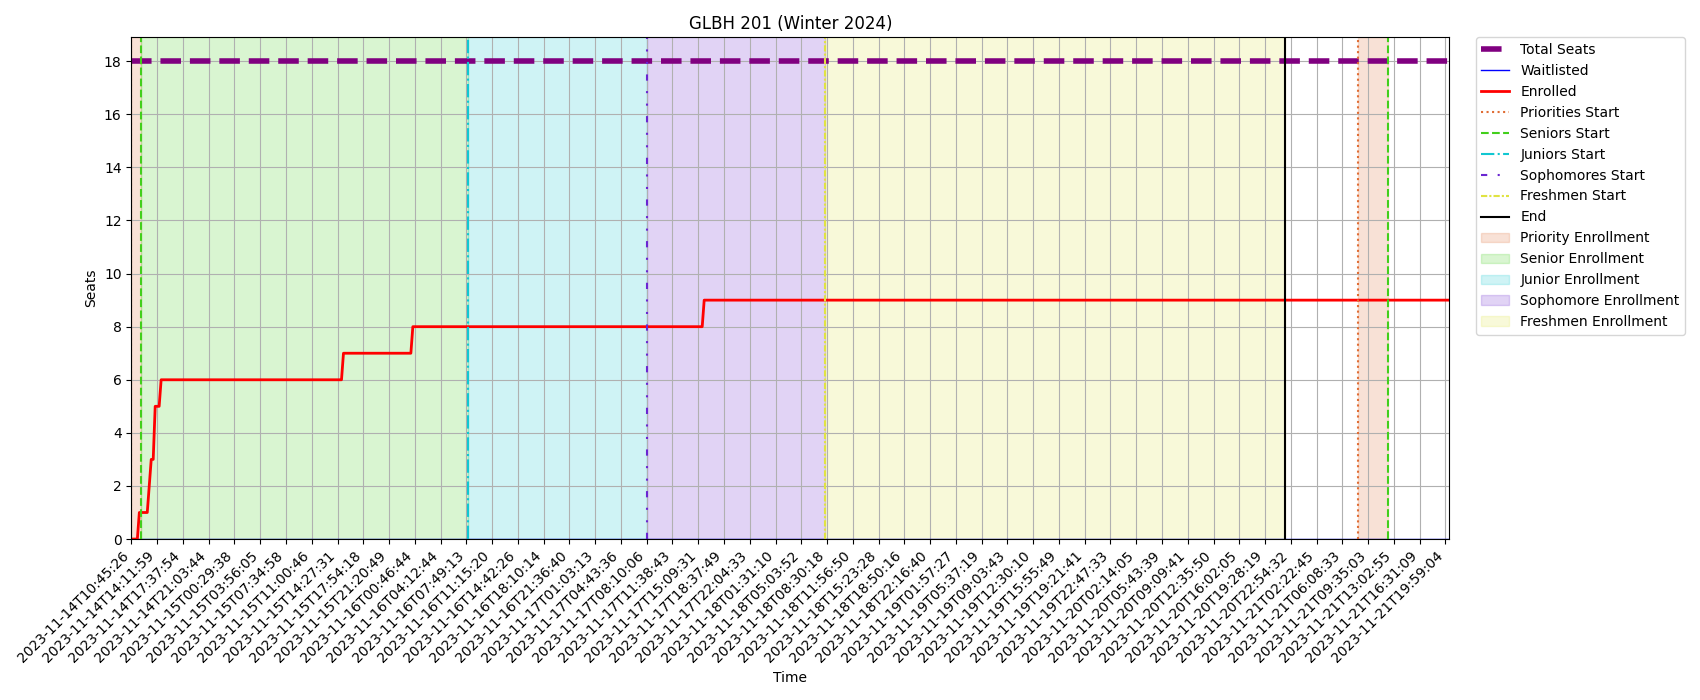 GLBH 201 (Winter 2024)
Seats
18
16
14
12
10
8
6
4
2
0
2023-11-14T10:45:26
2023-11-14T14:11:59
2023-11-14T17:37:54
2023-11-14T21:03:44
2023-11-15T00:29:38
2023-11-15T03:56:05
2023-11-15T07:34:58
2023-11-15T11:00:46
2023-11-15T14:27:31
2023-11-15T17:54:18
2023-11-15T21:20:49
2023-11-16T00:46:44
2023-11-16T04:12:44
2023-11-16T07:49:13
2023-11-16T11:15:20
2023-11-16T14:42:26
2023-11-16T18:10:14
2023-11-16T21:36:40
2023-11-17T01:03:13
2023-11-17T04:43:36
2023-11-17T08:10:06
2023-11-17T11:38:43
2023-11-17T15:09:31
2023-11-17T18:37:49
2023-11-17T22:04:33
2023-11-18T01:31:10
2023-11-18T05:03:52
2023-11-18T08:30:18
2023-11-18T11:56:50
2023-11-18T15:23:28
2023-11-18T18:50:16
2023-11-18T22:16:40
2023-11-19T01:57:27
2023-11-19T05:37:19
2023-11-19T09:03:43
2023-11-19T12:30:10
2023-11-19T15:55:49
2023-11-19T19:21:41
2023-11-19T22:47:33
2023-11-20T02:14:05
2023-11-20T05:43:39
2023-11-20T09:09:41
2023-11-20T12:35:50
2023-11-20T16:02:05
2023-11-20T19:28:19
2023-11-20T22:54:32
2023-11-21T02:22:45
2023-11-21T06:08:33
2023-11-21T09:35:03
2023-11-21T13:02:55
2023-11-21T16:31:09
2023-11-21T19:59:04
Time
Total Seats
Waitlisted
Enrolled
Priorities Start
Seniors Start
Juniors Start
Sophomores Start
Freshmen Start
End
Priority Enrollment
Senior Enrollment
Junior Enrollment
Sophomore Enrollment
Freshmen Enrollment